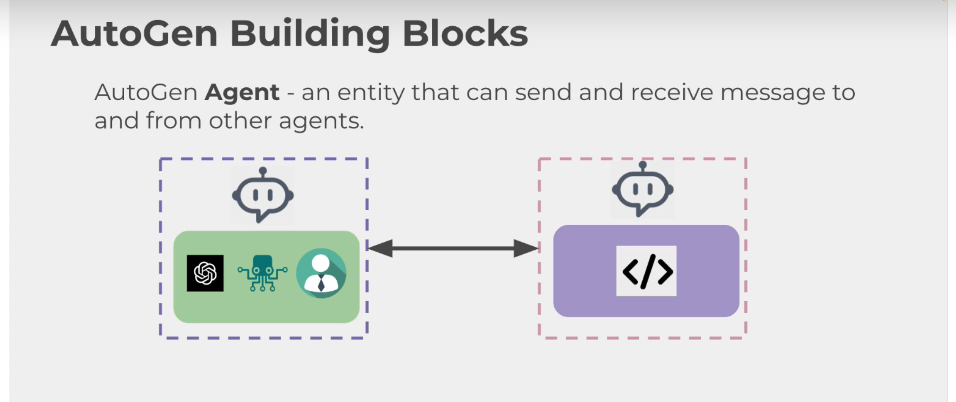 AutoGen Building Blocks
AutoGen Agent - an entity that can send and receive message to
and from other agents.
</>